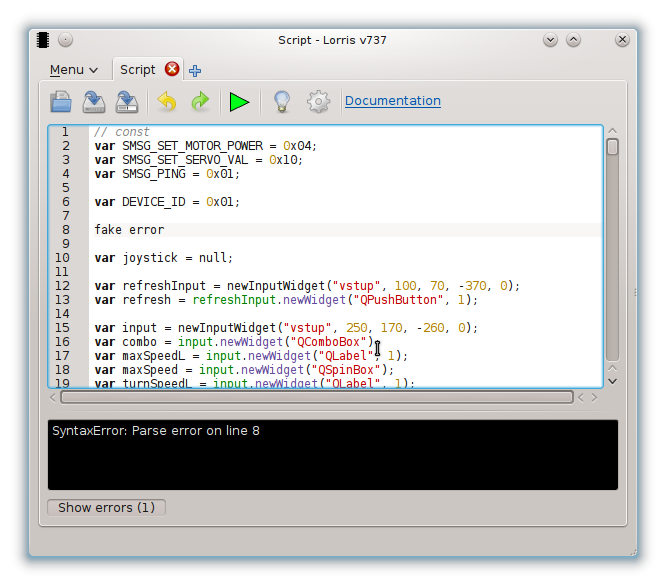 Script - Lorris v737
Menu Script
Documentation
1 // const
2 var SMSG_SET_MOTOR_POWER = 0x04;
3 var SMSG_SET_SERVO_VAL = 0x10;
4 var SMSG_PING = 0x01;
5
6 var DEVICE_ID = 0x01;
7
8 fake error
9
10 var joystick = null;
11
12 var refreshInput = newInputWidget("vstup", 100, 70, -370, 0);
13 var refresh = refreshInput.newWidget("QPushButton", 1);
14
15 var input = newInputWidget("vstup", 250, 170, -260, 0);
16 var combo = input.newWidget("QComboBox");
17 var maxSpeedL = input.newWidget("QLabel", 1);
18 var maxSpeed = input.newWidget("QSpinBox");
19 var turnSpeedL = input.newWidget("QLabel", 1);
SyntaxError: Parse error on line 8
Show errors (1)